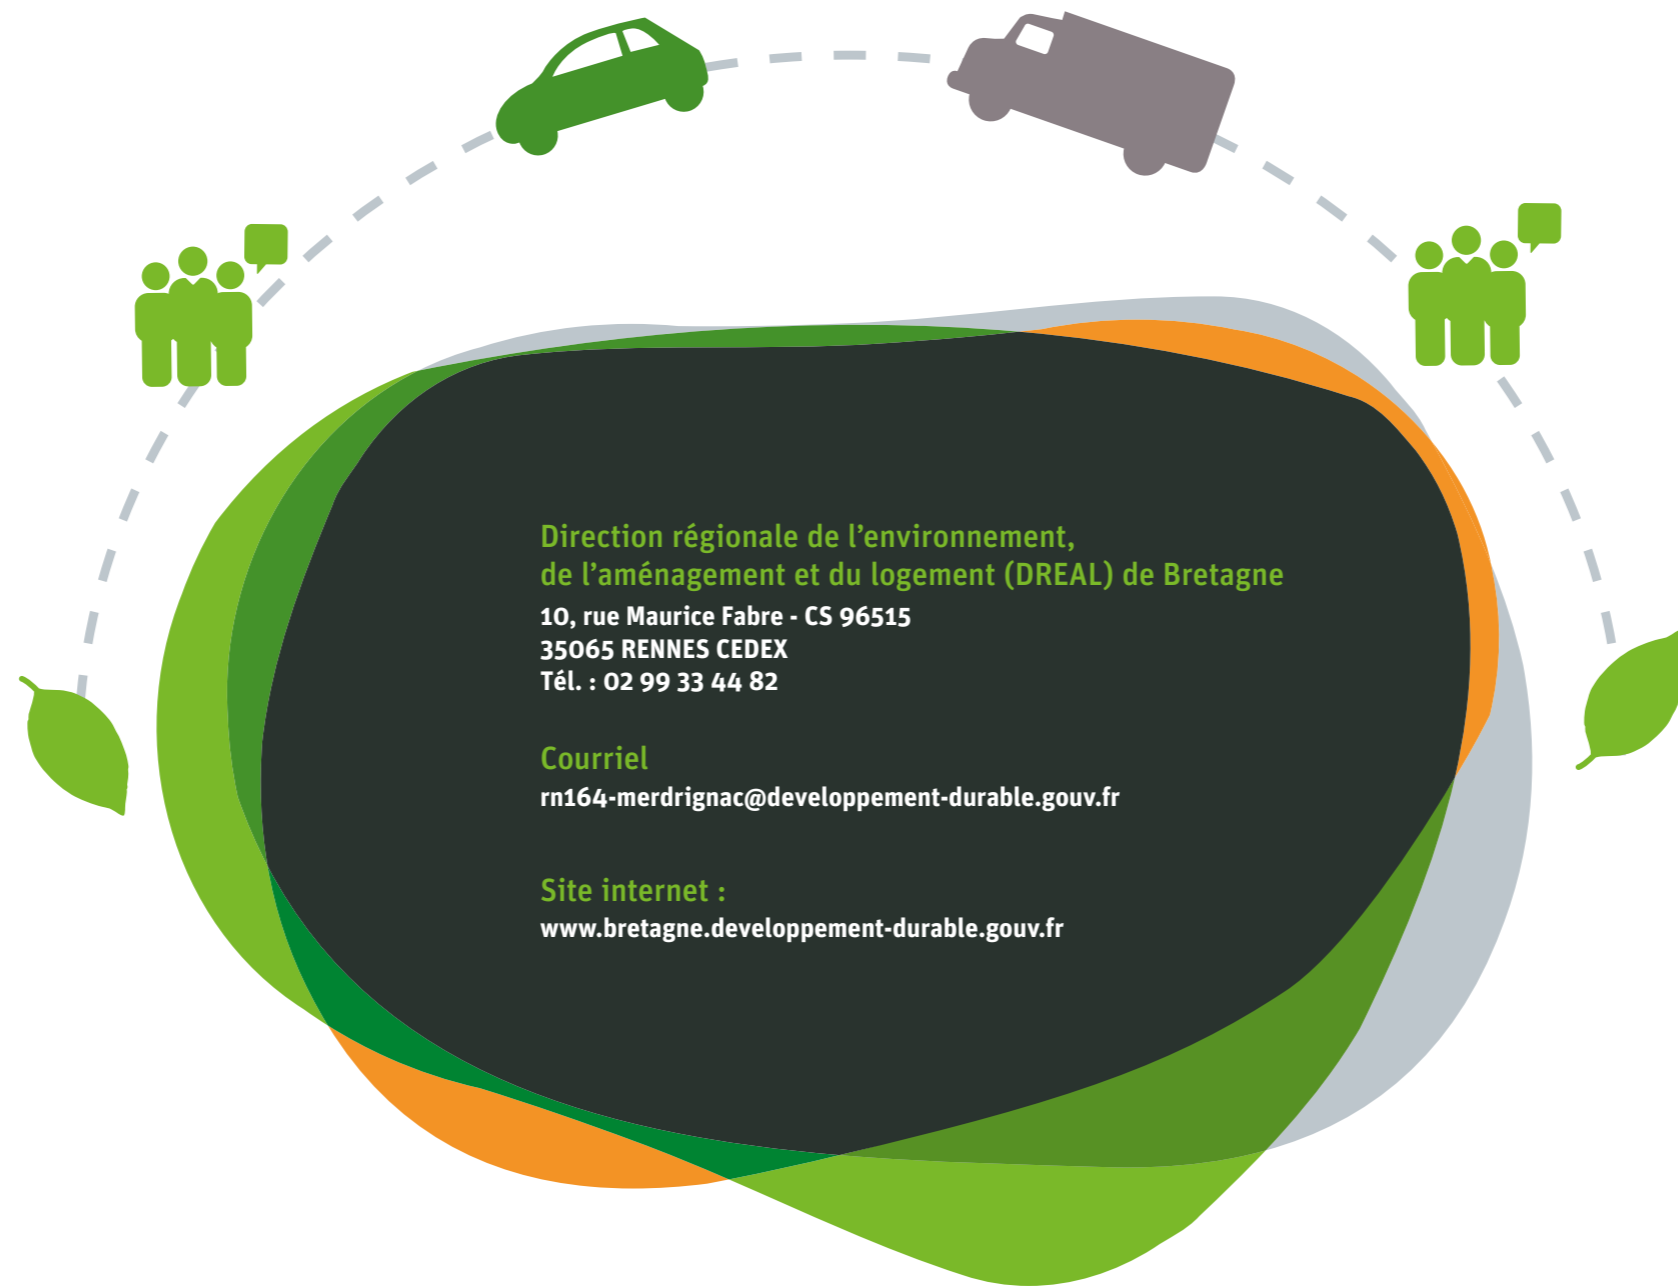 Direction régionale de l’environnement,
de l’aménagement et du logement (DREAL) de Bretagne
10, rue Maurice Fabre - CS 96515
35065 RENNES CEDEX
Tél. : 02 99 33 44 82
Courriel
rn164-merdrignac@developpement-durable.gouv.fr
Site internet :
www.bretagne.developpement-durable.gouv.fr